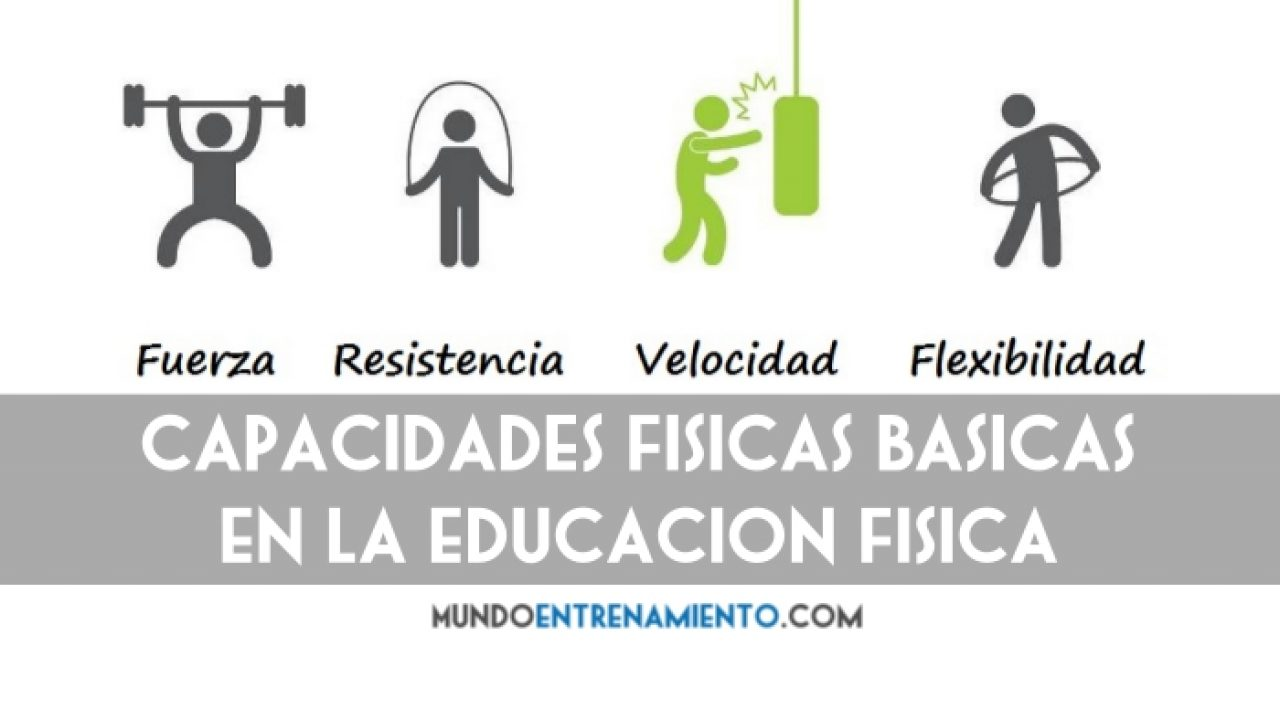 Fuerza Resistencia Velocidad Flexibilidad
CAPACIDADES FISICAS BASICAS
EN LA EDUCACION FISICA
MUNDOENTRENAMIENTO.COM